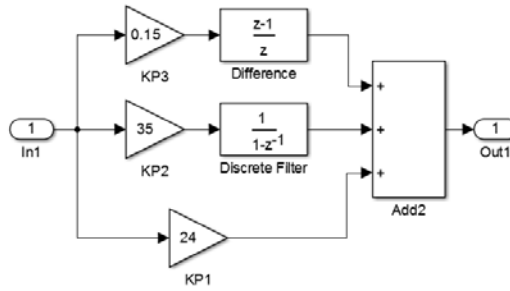 0.15
KP3
z-1
z
Difference
1
In1
35
KP2
1
1-z-1
Discrete Filter
24
KP1
+
+
+
Add2
1
Out1